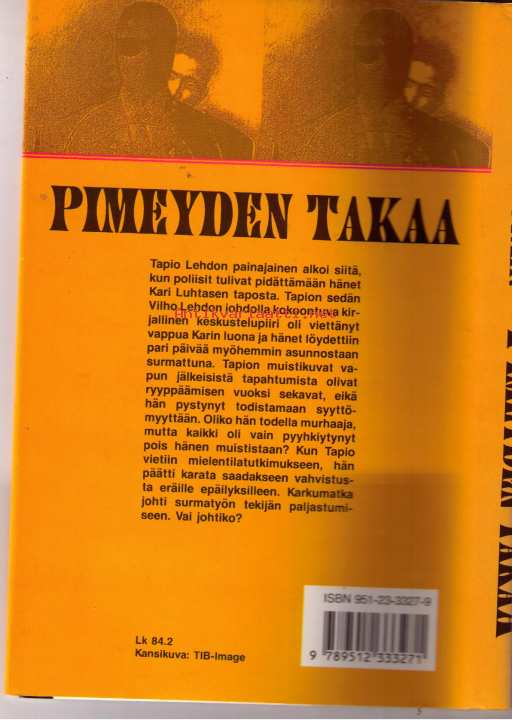 PIMEYDEN TAKAA
Tapio Lehdon painajainen alkoi siitä,
kun poliisit tulivat pidättämään hänet
Kari Luhtasen taposta. Tapion sedän
Vilho Lehdon johdolla kokoontuva kir-
jallinen keskustelupiiri oli viettänyt
vappua Karin luona ja hänet löydettiin
pari päivää myöhemmin asunnostaan
surmattuna. Tapion muistikuvat va-
pun jälkeisistä tapahtumista olivat
ryyppäämisen vuoksi sekavat, eikä
hän pystynyt todistamaan syyttö-
myyttään. Oliko hän todella murhaaja,
mutta kaikki oli vain pyyhkiytynyt
pois hänen muististaan? Kun Tapio
vietiin mielentilatutkimukseen, hän
päätti karata saadakseen vahvistus-
ta eräille epäilyksilleen. Karkumatka
johti surmatyön tekijän paljastumi-
seen. Vai johtiko?
ISBN 951-23-3327-9
9 789512 333271
Lk 84.2
Kansikuva: TIB-Image
PIMEYDEN TAKAA